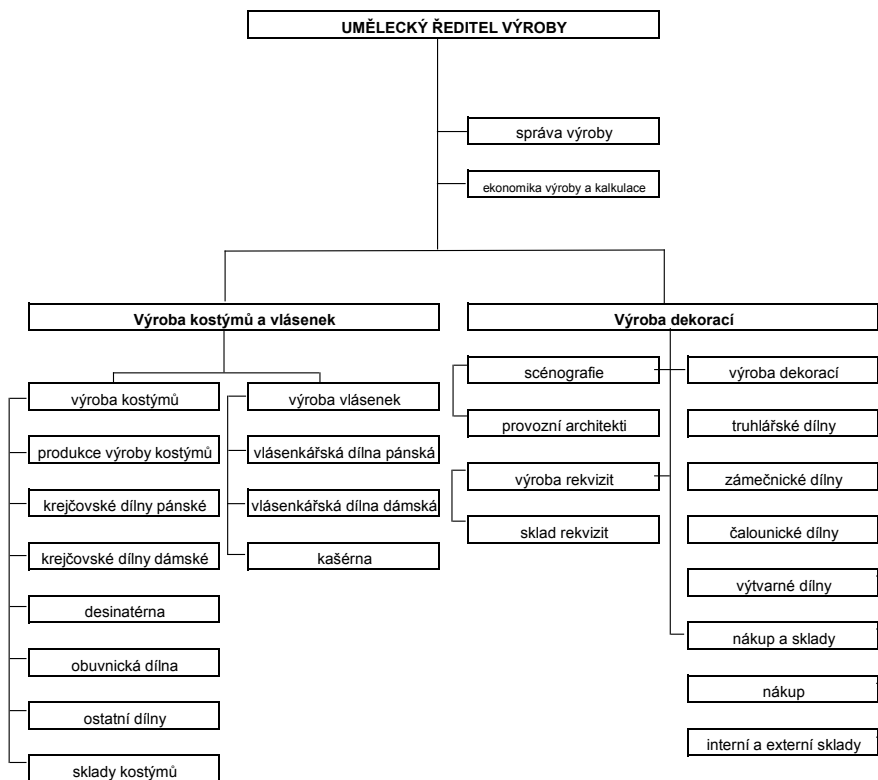 UMĚLECKÝ ŘEDITEL VÝROBY
správa výroby
ekonomika výroby a kalkulace
Výroba kostýmů a vlásenek
výroba kostýmů
produkce výroby kostýmů
krejčovské dílny pánské
krejčovské dílny dámské
desinatérna
obuvnická dílna
ostatní dílny
sklady kostýmů
výroba vlásenek
vlásenkářská dílna pánská
vlásenkářská dílna dámská
kašérna
Výroba dekorací
scénografie
provozní architekti
výroba rekvizit
sklad rekvizit
výroba dekorací
truhlářské dílny
zámečnické dílny
čalounické dílny
výtvarné dílny
nákup a sklady
nákup
interní a externí sklady